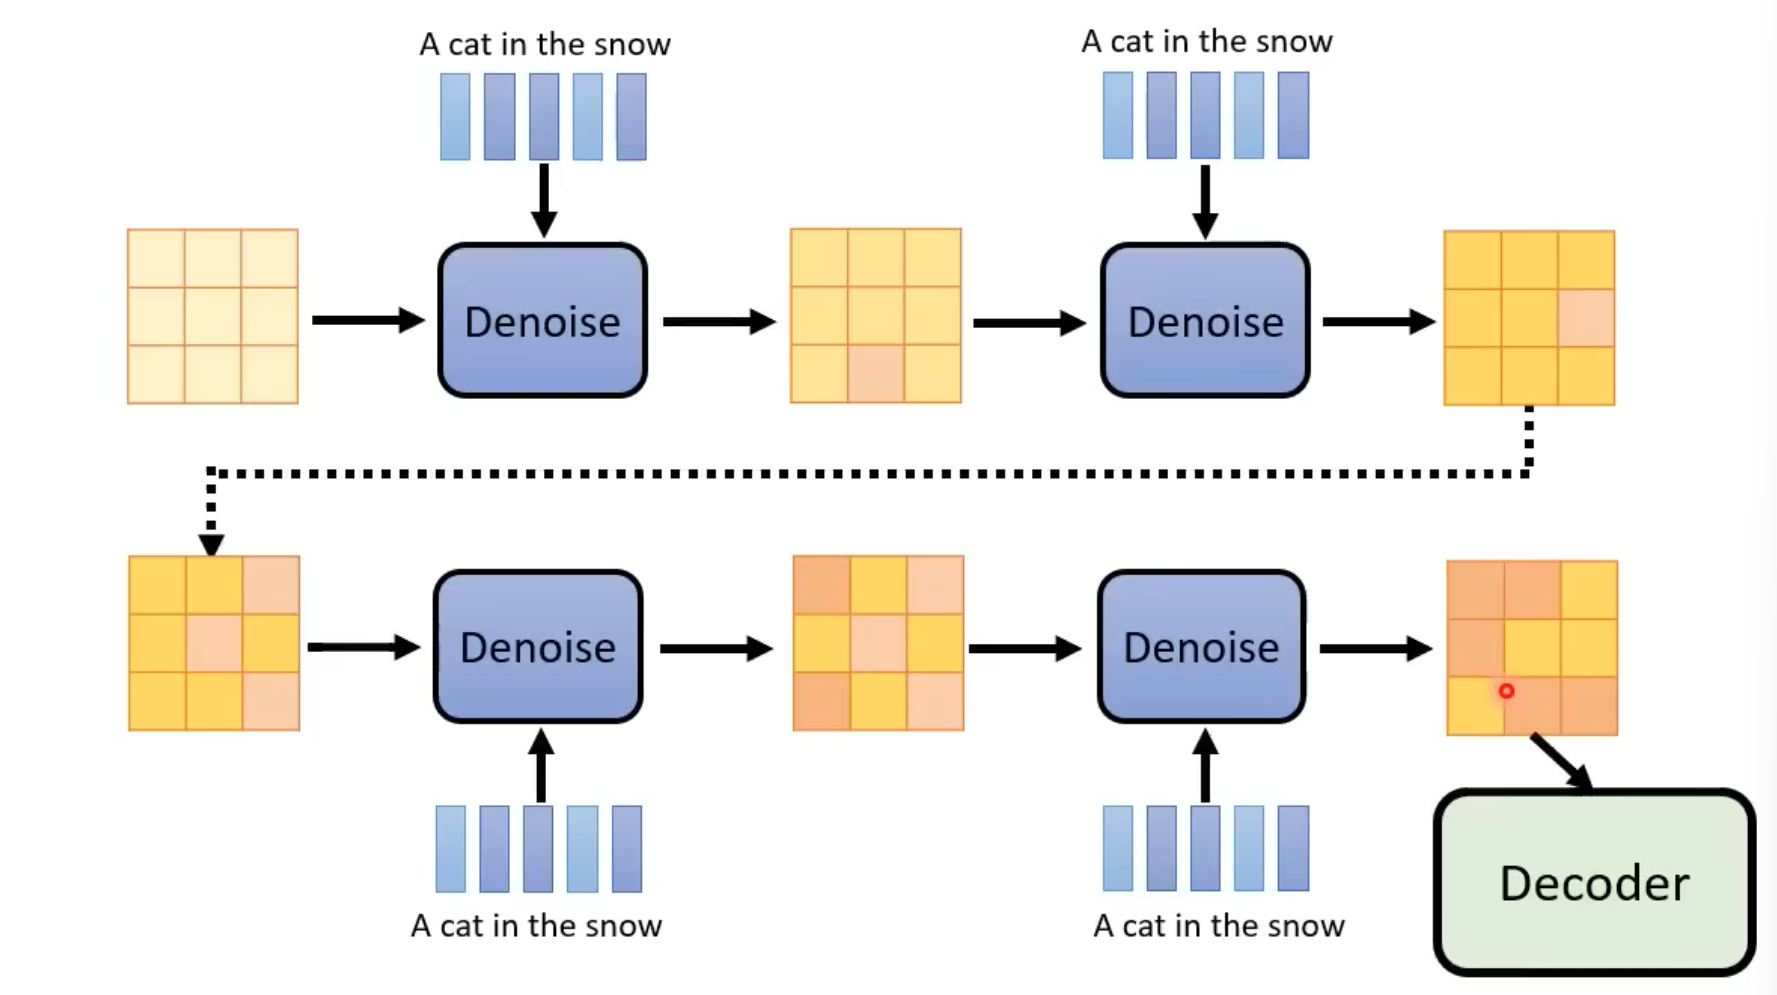 A cat in the snow
A cat in the snow
Denoise
Denoise
Denoise
Denoise
A cat in the snow
A cat in the snow
Decoder